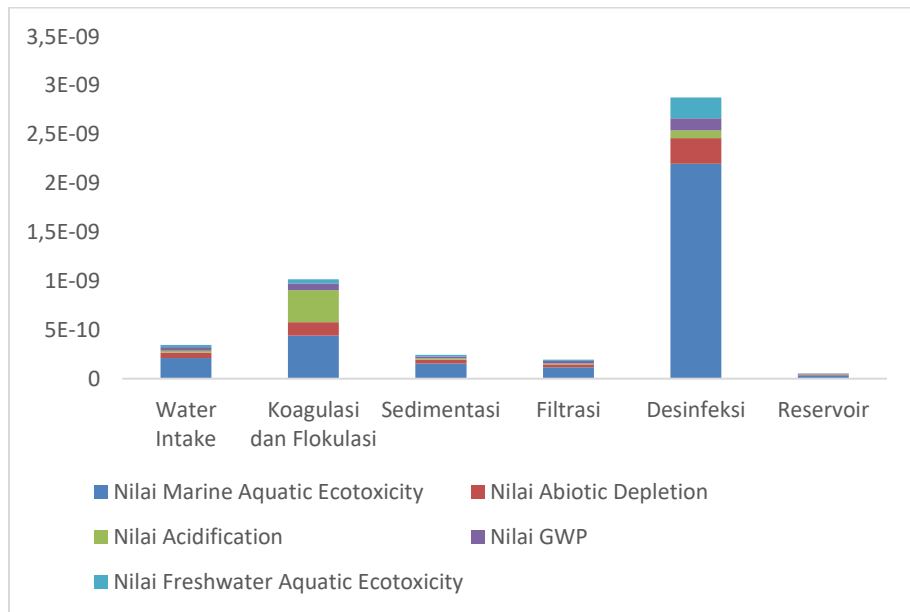 3,5E-09
3E-09
2,5E-09
2E-09
1,5E-09
1E-09
5E-10
0
Water Intake
Koagulasi dan Flokulasi
Sedimentasi
Filtrasi
Desinfeksi
Reservoir
Nilai Marine Aquatic Ecotoxicity
Nilai Abiotic Depletion
Nilai Acidification
Nilai GWP
Nilai Freshwater Aquatic Ecotoxicity